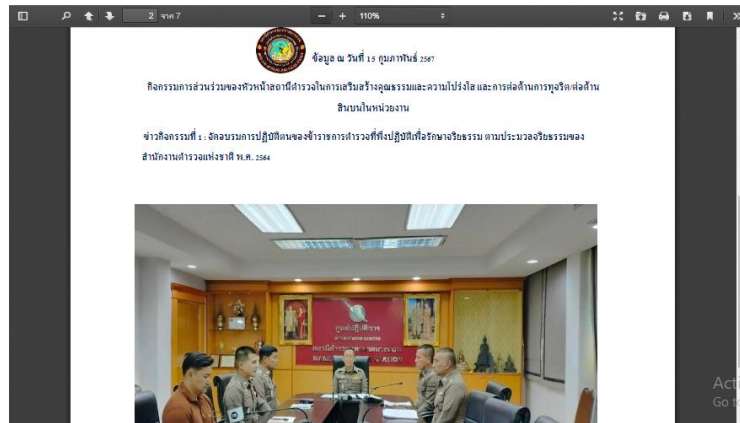 2 จาก 7
110%
ข้อมูล ณ วันที่ 15 กุมภาพันธ์ 2567
กิจกรรมการส่วนร่วมของหัวหน้าสถานีตำรวจในการเสริมสร้างคุณธรรมและความโปร่งใส และการต่อต้านการทุจริต/ต่อต้าน
สินบนในหน่วยงาน
ข่าวกิจกรรมที่ 1 : จัดอบรมการปฏิบัติตนของข้าราชการตำรวจที่พึงปฏิบัติเพื่อรักษาจริยธรรม ตามประมวลจริยธรรมของ
สำนักงานตำรวจแห่งชาติ พ.ศ. 2564
ศูนย์ปฏิบัติการ
Acti
Go t